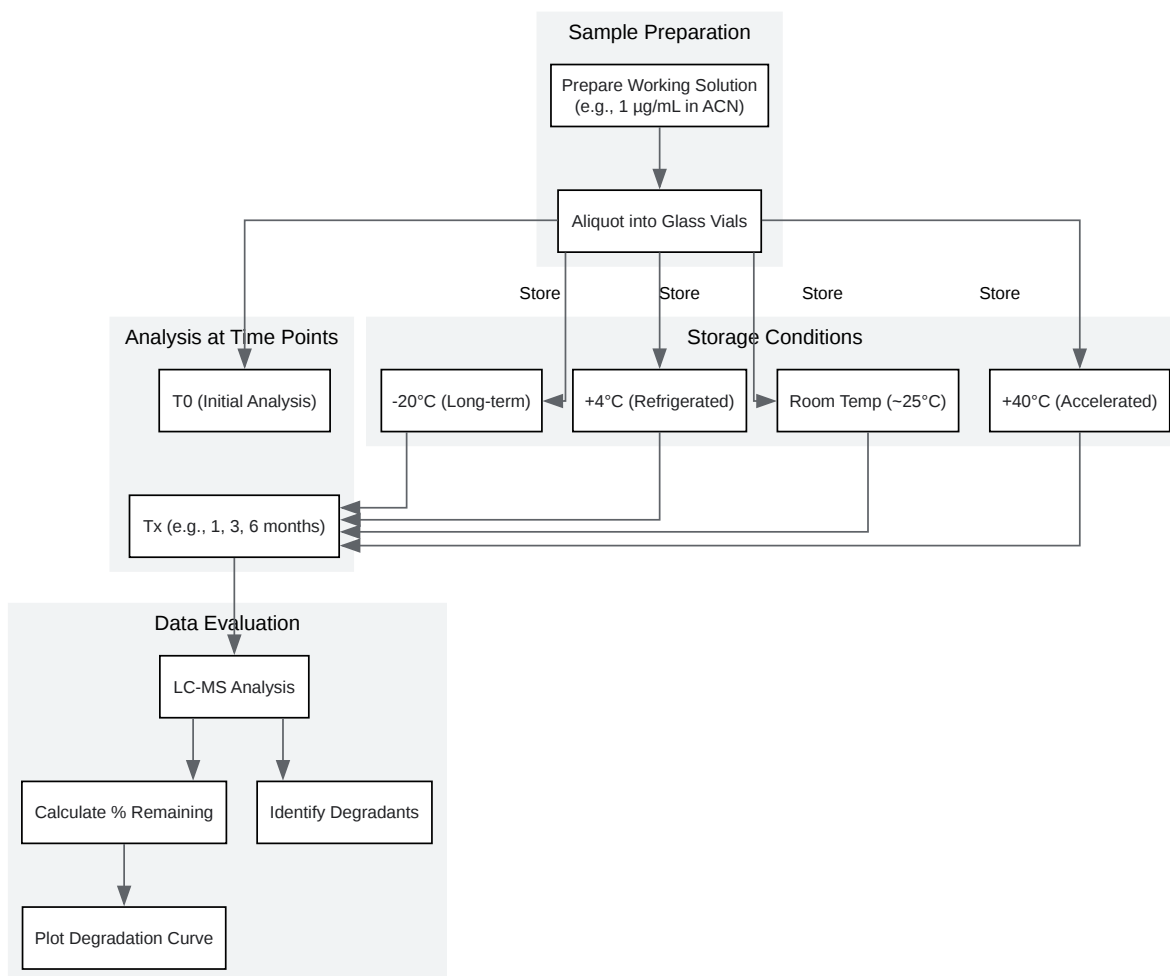 Sample Preparation
Prepare Working Solution
(e.g., 1 µg/mL in ACN)
Aliquot into Glass Vials
Store
Store
Store
Store
Analysis at Time Points
Storage Conditions
T0 (Initial Analysis)
-20°C (Long-term)
+4°C (Refrigerated)
Room Temp (~25°C)
+40°C (Accelerated)
Tx (e.g., 1, 3, 6 months)
Data Evaluation
LC-MS Analysis
Calculate % Remaining
Identify Degradants
Plot Degradation Curve